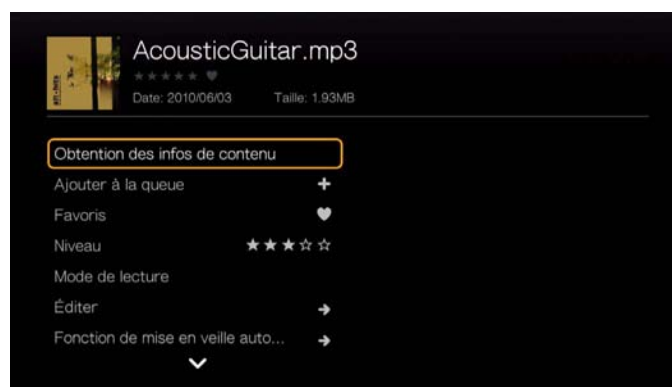 AcousticGuitar.mp3
Date: 2010/06/03 Taille: 1.93MB
Obtention des infos de contenu
Ajouter à la queue
Favoris
Niveau
Mode de lecture
Éditer
Fonction de mise en veille auto...